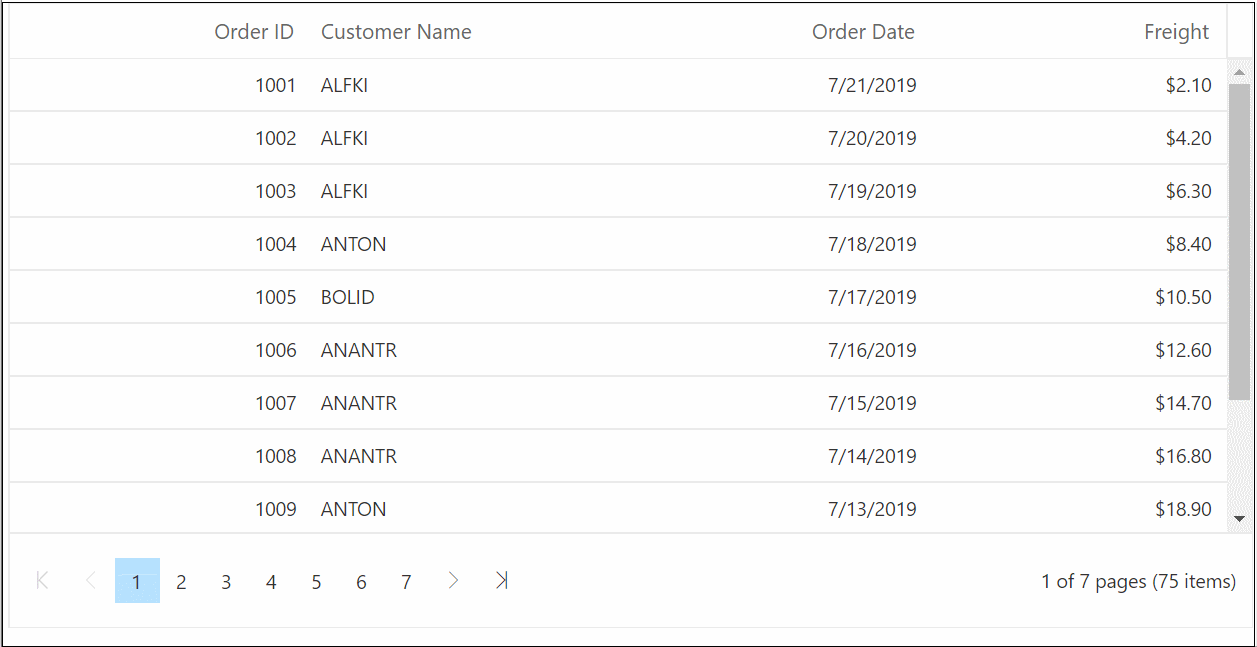 Order ID Customer Name Order Date Freight
1001 ALFKI 7/21/2019 $2.10
1002 ALFKI 7/20/2019 $4.20
1003 ALFKI 7/19/2019 $6.30
1004 ANTON 7/18/2019 $8.40
1005 BOLID 7/17/2019 $10.50
1006 ANANTR 7/16/2019 $12.60
1007 ANANTR 7/15/2019 $14.70
1008 ANANTR 7/14/2019 $16.80
1009 ANTON 7/13/2019 $18.90
1 2 3 4 5 6 7 1 of 7 pages (75 items)